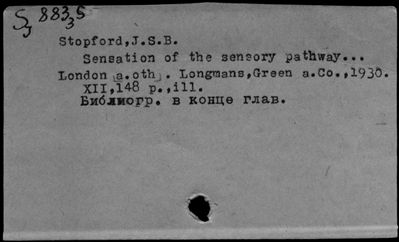 S 883
3 5
Stopford,J.S.B.
Sensation of the sensory pathway...
London [a.oth]. Longmans,Green a.Co.,1930.
XII,148 p.,ill.
Библиогр. в конце глав.